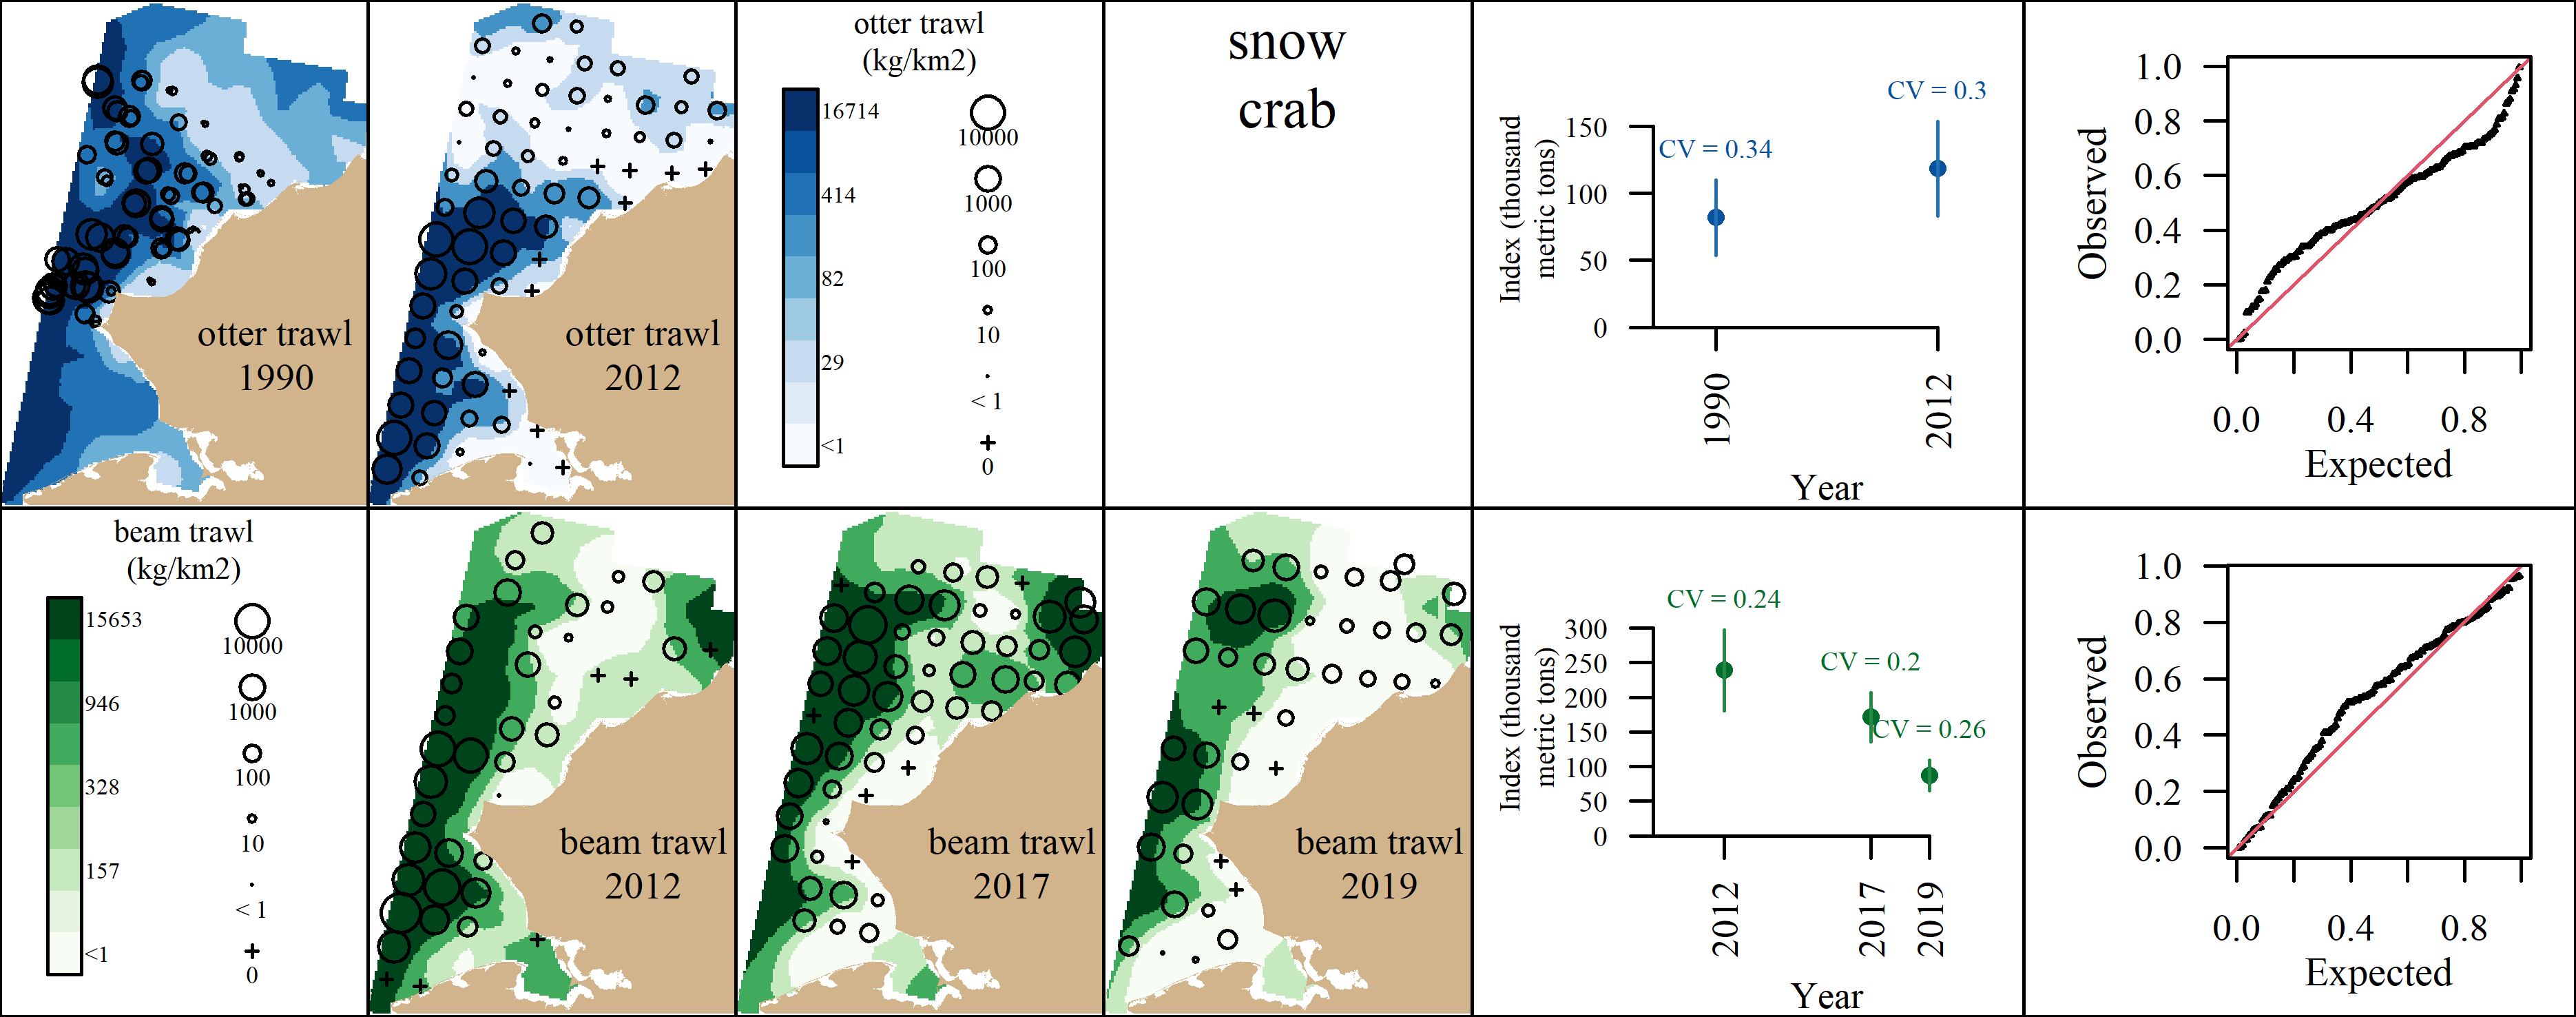 otter trawl
1990
otter trawl
2012
otter trawl
(kg/km2)
16714
414
82
29
<1
10000
1000
100
10
< 1
0
snow
crab
Index (thousand
metric tons)
150
100
50
0
CV = 0.34
CV = 0.3
1990
2012
Year
Observed
1.0
0.8
0.6
0.4
0.2
0.0
0.0 0.4 0.8
Expected
beam trawl
(kg/km2)
15653
946
328
157
<1
10000
1000
100
10
< 1
0
beam trawl
2012
beam trawl
2017
beam trawl
2019
Index (thousand
metric tons)
300
250
200
150
100
50
0
CV = 0.24
CV = 0.2
CV = 0.26
2012
2017
2019
Year
Observed
1.0
0.8
0.6
0.4
0.2
0.0
0.0 0.4 0.8
Expected